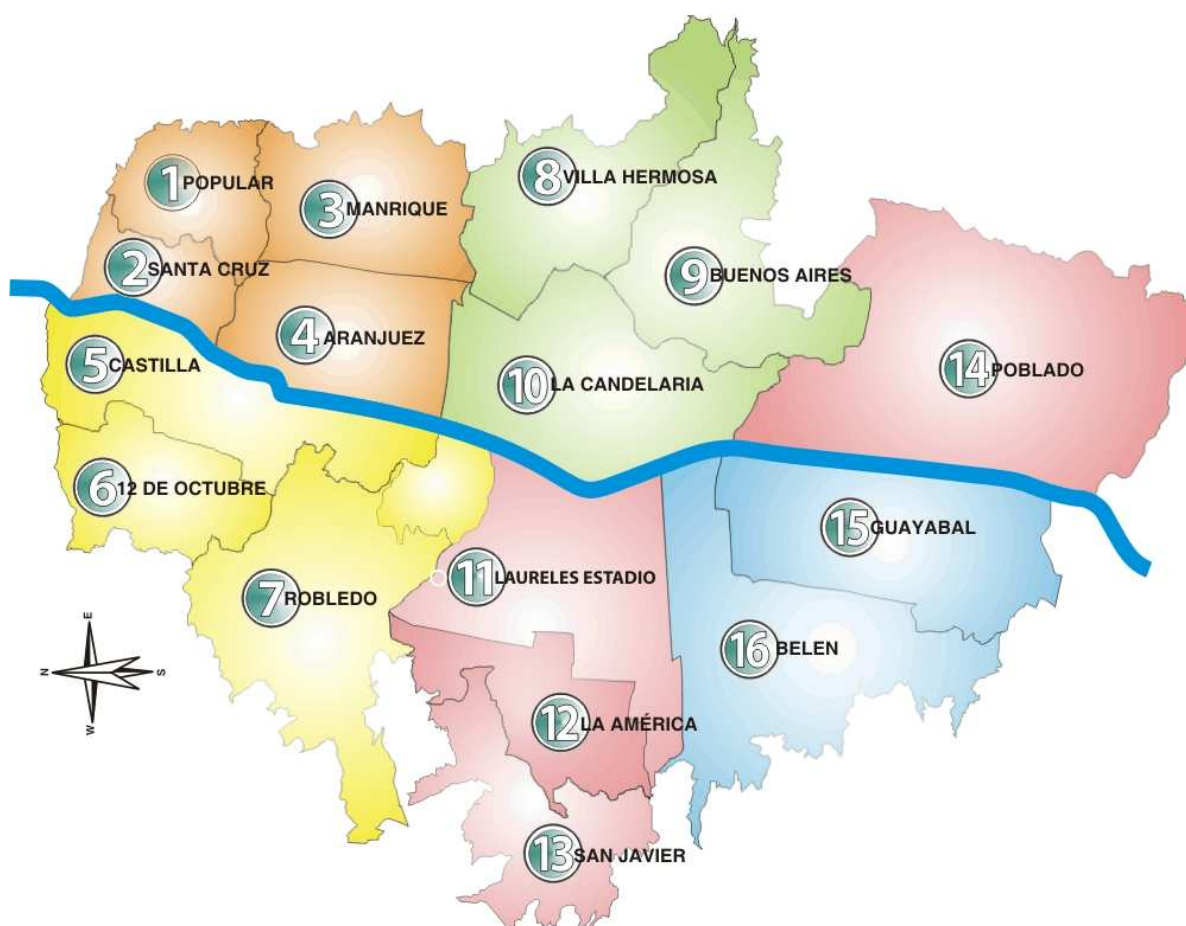 1 POPULAR
2 SANTA CRUZ
3 MANRIQUE
4 ARANJUEZ
5 CASTILLA
6 12 DE OCTUBRE
7 ROBLEDO
8 VILLA HERMOSA
9 BUENOS AIRES
10 LA CANDELARIA
11 LAURELES ESTADIO
12 LA AMÉRICA
13 SAN JAVIER
14 POBLADO
15 GUAYABAL
16 BELEN
E
N
S
W